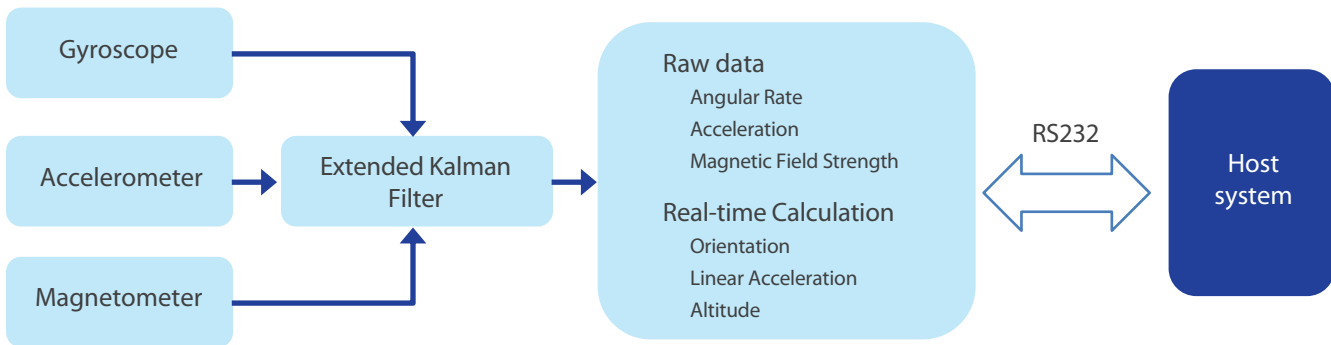 Gyroscope
Accelerometer
Magnetometer
Extended Kalman
Filter
Raw data
Angular Rate
Acceleration
Magnetic Field Strength
Real-time Calculation
Orientation
Linear Acceleration
Altitude
RS232
Host
system